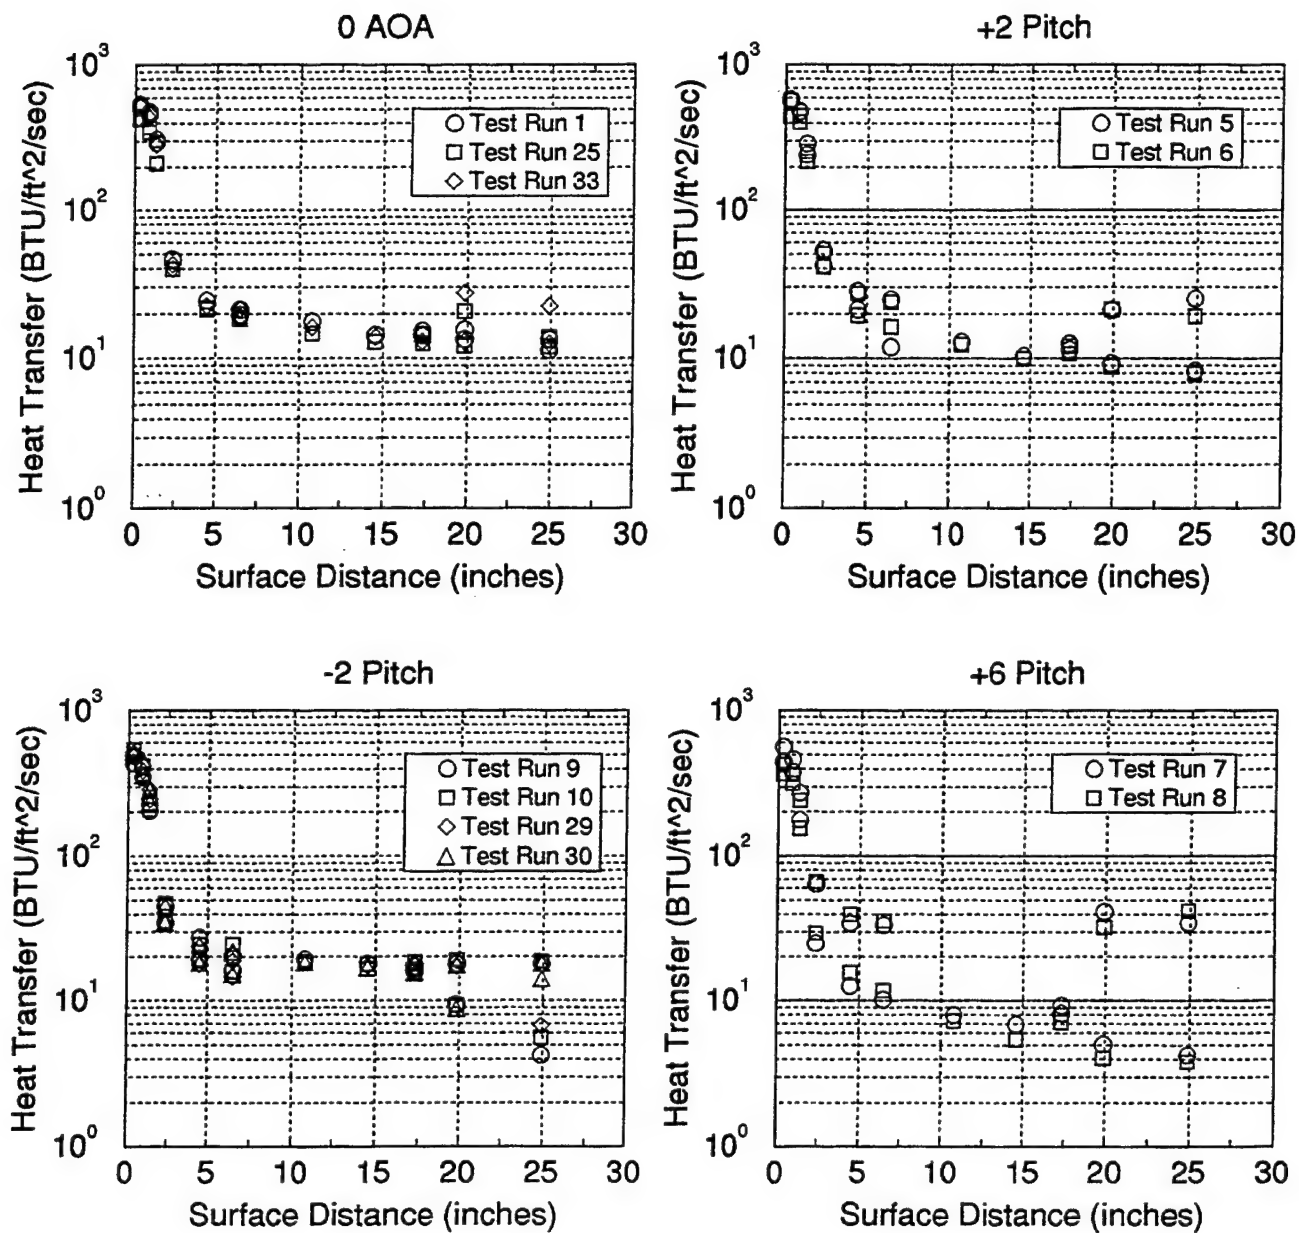 0 AOA
Heat Transfer (BTU/ft^2/sec)
10^3
10^2
10^1
10^0
Test Run 1
Test Run 25
Test Run 33
0 5 10 15 20 25 30
Surface Distance (inches)
+2 Pitch
Heat Transfer (BTU/ft^2/sec)
10^3
10^2
10^1
10^0
Test Run 5
Test Run 6
0 5 10 15 20 25 30
Surface Distance (inches)
-2 Pitch
Heat Transfer (BTU/ft^2/sec)
10^3
10^2
10^1
10^0
Test Run 9
Test Run 10
Test Run 29
Test Run 30
0 5 10 15 20 25 30
Surface Distance (inches)
+6 Pitch
Heat Transfer (BTU/ft^2/sec)
10^3
10^2
10^1
10^0
Test Run 7
Test Run 8
0 5 10 15 20 25 30
Surface Distance (inches)